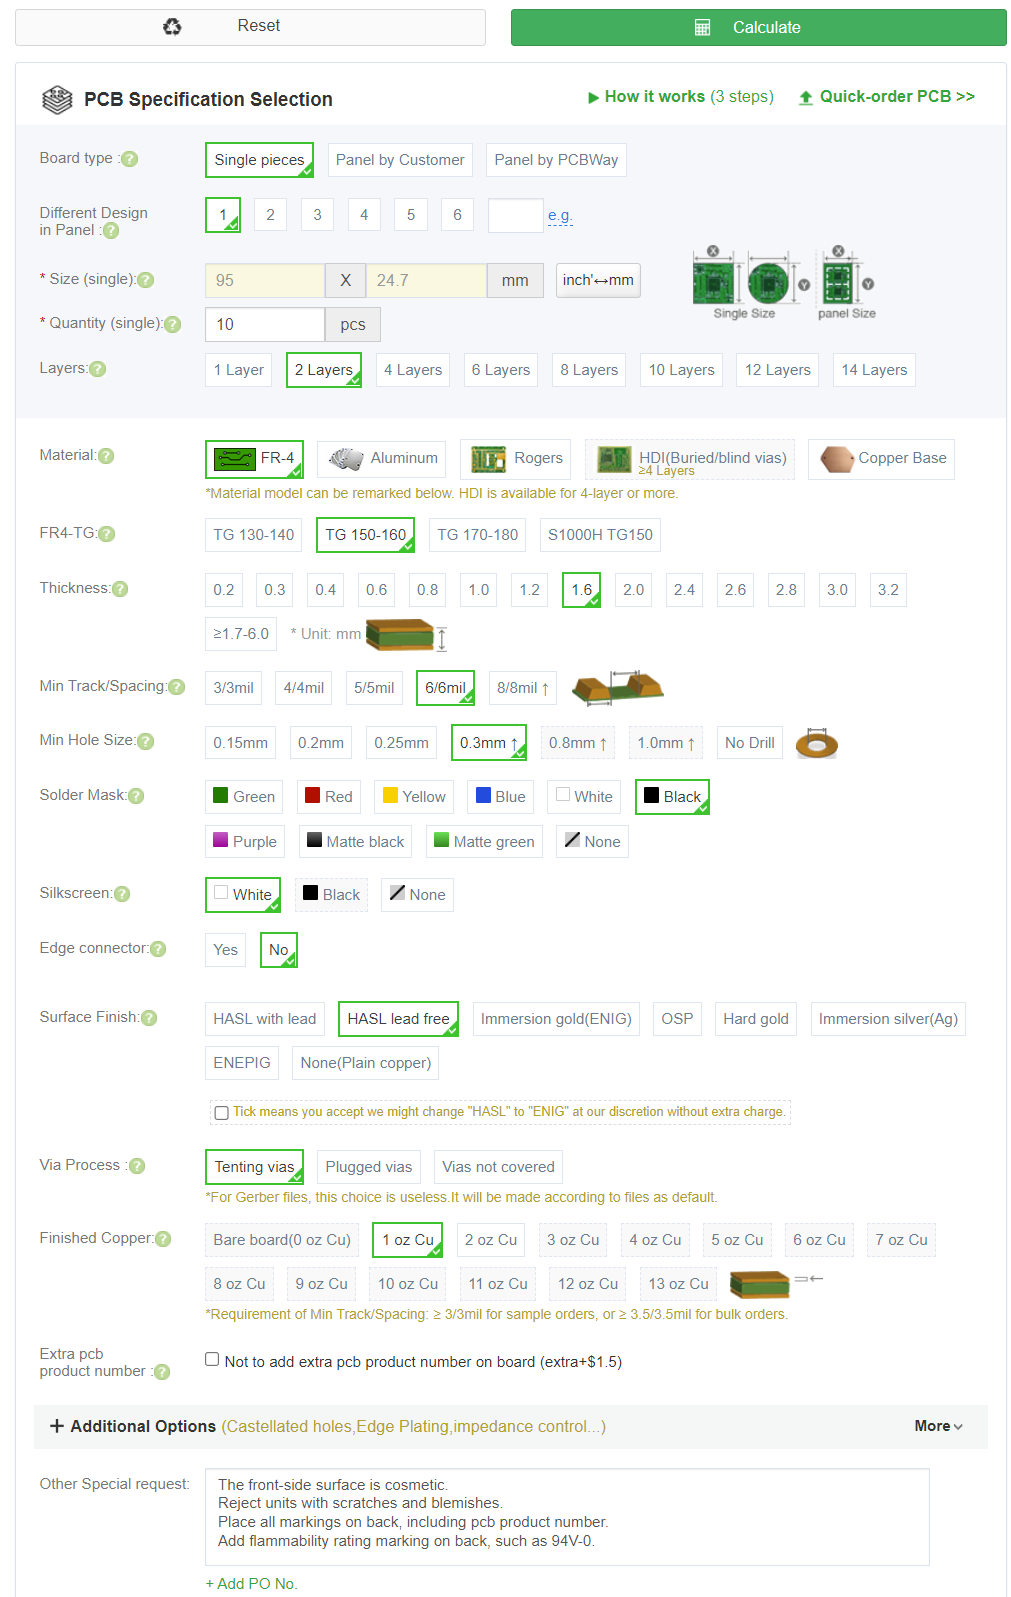 Reset
Calculate
PCB Specification Selection
How it works (3 steps)
Quick-order PCB >>
Board type :?
Single pieces
Panel by Customer
Panel by PCBWay
Different Design
in Panel :?
1 2 3 4 5 6 e.g.
* Size (single):?
95 X 24.7 mm inch'↔mm
X X
Y Y
Single Size panel Size
* Quantity (single):?
10 pcs
Layers:?
1 Layer 2 Layers 4 Layers 6 Layers 8 Layers 10 Layers 12 Layers 14 Layers
Material:?
FR-4 Aluminum Rogers HDI(Buried/blind vias) Copper Base
≥4 Layers
*Material model can be remarked below. HDI is available for 4-layer or more.
FR4-TG:?
TG 130-140 TG 150-160 TG 170-180 S1000H TG150
Thickness:?
0.2 0.3 0.4 0.6 0.8 1.0 1.2 1.6 2.0 2.4 2.6 2.8 3.0 3.2
≥1.7-6.0 * Unit: mm
Min Track/Spacing:?
3/3mil 4/4mil 5/5mil 6/6mil 8/8mil ↑
Min Hole Size:?
0.15mm 0.2mm 0.25mm 0.3mm ↑ 0.8mm ↑ 1.0mm ↑ No Drill
Solder Mask:?
Green Red Yellow Blue White Black
Purple Matte black Matte green None
Silkscreen:?
White Black None
Edge connector:?
Yes No
Surface Finish:?
HASL with lead HASL lead free Immersion gold(ENIG) OSP Hard gold Immersion silver(Ag)
ENEPIG None(Plain copper)
Tick means you accept we might change "HASL" to "ENIG" at our discretion without extra charge.
Via Process :?
Tenting vias Plugged vias Vias not covered
*For Gerber files, this choice is useless.It will be made according to files as default.
Finished Copper:?
Bare board(0 oz Cu) 1 oz Cu 2 oz Cu 3 oz Cu 4 oz Cu 5 oz Cu 6 oz Cu 7 oz Cu
8 oz Cu 9 oz Cu 10 oz Cu 11 oz Cu 12 oz Cu 13 oz Cu
*Requirement of Min Track/Spacing: ≥ 3/3mil for sample orders, or ≥ 3.5/3.5mil for bulk orders.
Extra pcb
product number :?
Not to add extra pcb product number on board (extra+$1.5)
+ Additional Options (Castellated holes,Edge Plating,impedance control...)
More
Other Special request:
The front-side surface is cosmetic.
Reject units with scratches and blemishes.
Place all markings on back, including pcb product number.
Add flammability rating marking on back, such as 94V-0.
+ Add PO No.